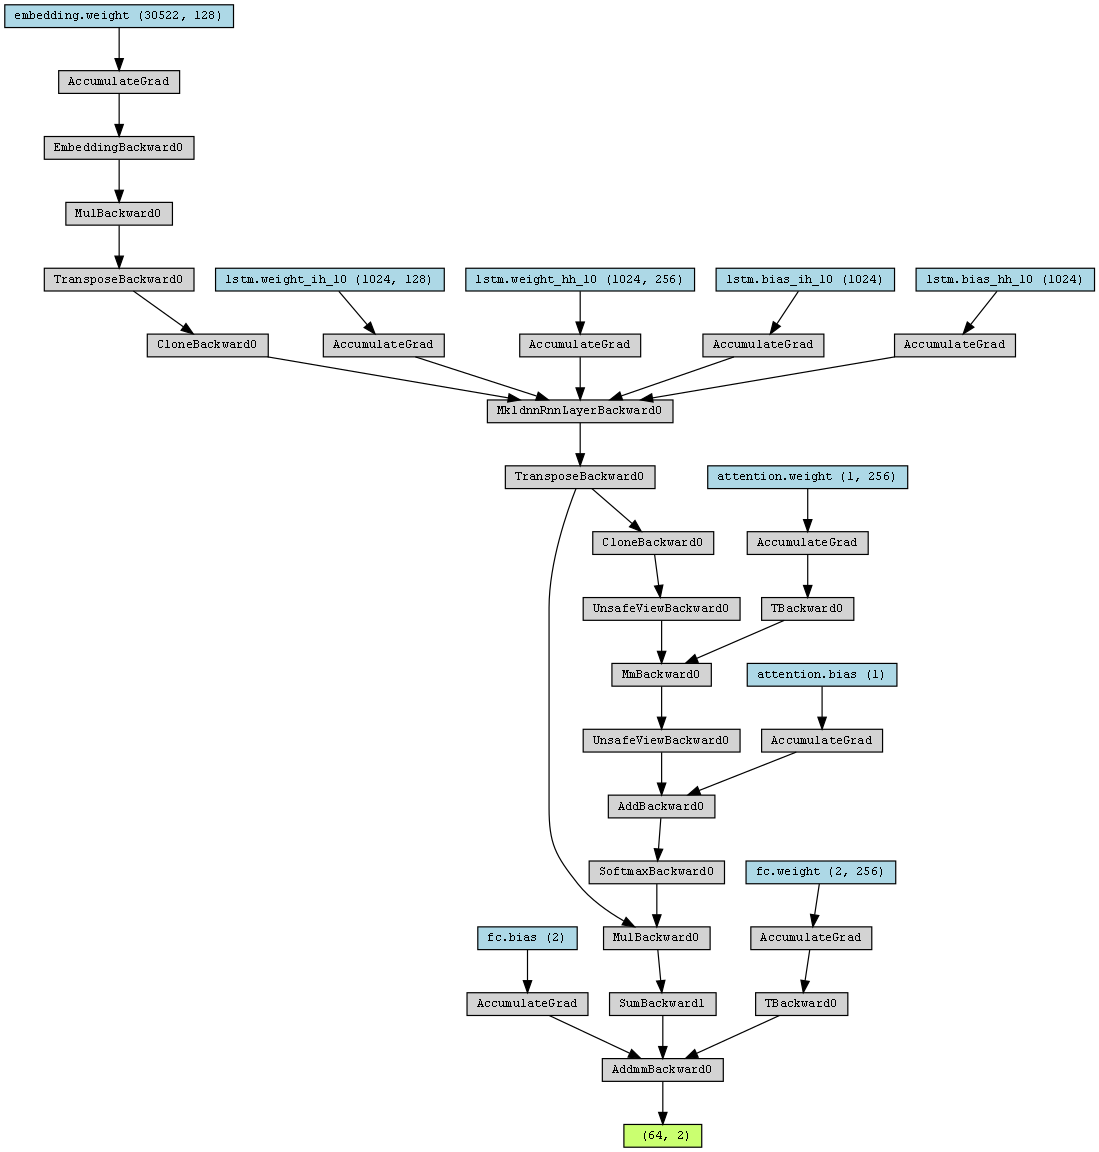 embedding.weight (30522, 128)
AccumulateGrad
EmbeddingBackward0
MulBackward0
TransposeBackward0
lstm.weight_ih_l0 (1024, 128)
lstm.weight_hh_l0 (1024, 256)
lstm.bias_ih_l0 (1024)
lstm.bias_hh_l0 (1024)
CloneBackward0
AccumulateGrad
AccumulateGrad
AccumulateGrad
AccumulateGrad
MkldnnRnnLayerBackward0
TransposeBackward0
attention.weight (1, 256)
CloneBackward0
AccumulateGrad
UnsafeViewBackward0
TBackward0
MmBackward0
attention.bias (1)
UnsafeViewBackward0
AccumulateGrad
AddBackward0
SoftmaxBackward0
fc.weight (2, 256)
fc.bias (2)
MulBackward0
AccumulateGrad
AccumulateGrad
SumBackward1
TBackward0
AddmmBackward0
(64, 2)